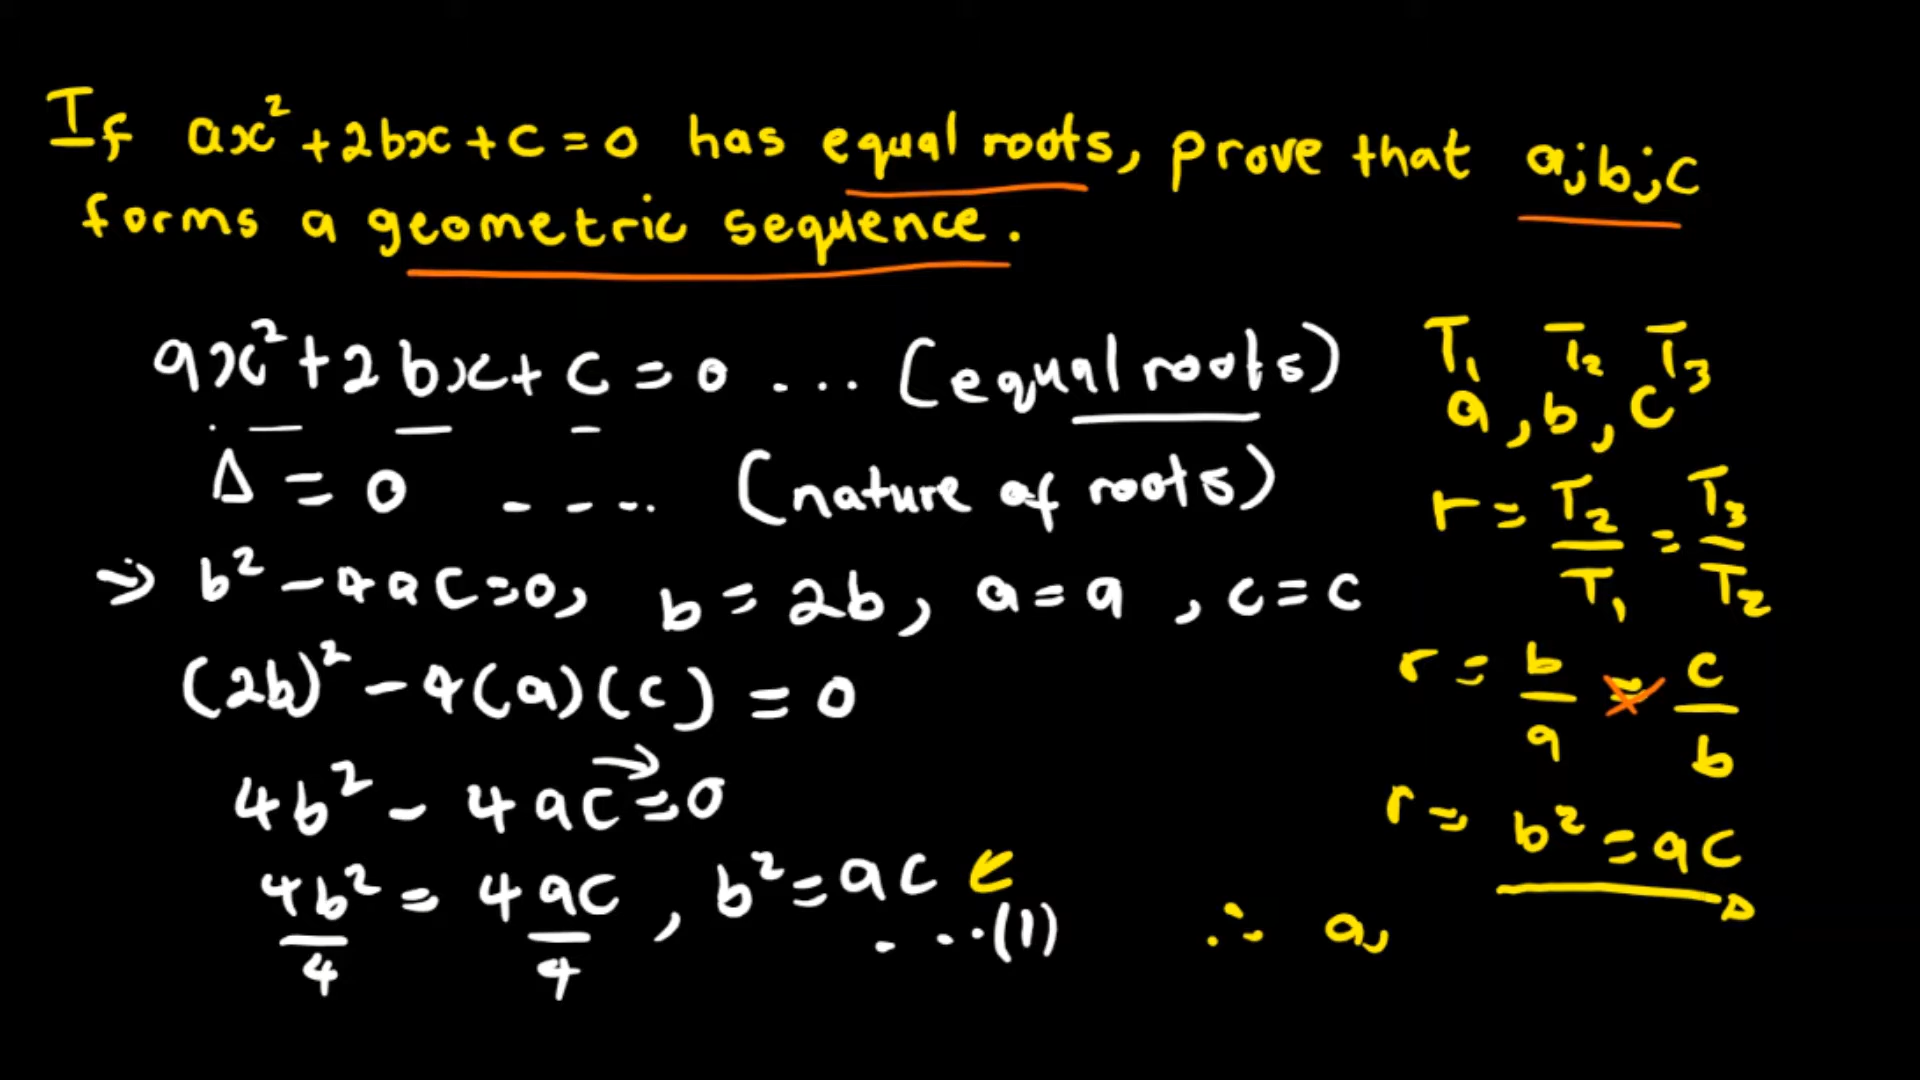 If ax² + 2bx + c = 0 has equal roots, prove that a;b;c
forms a geometric sequence.
ax² + 2bx + c = 0 ... (equal roots)
Δ = 0 .... (nature of roots)
⇒ b² - 4ac = 0, b = 2b, a = a, c = c
(2b)² - 4(a)(c) = 0
4b² - 4ac = 0
4b²/4 = 4ac/4, b² = ac
...(1)
T₁ T₂ T₃
a, b, c
r = T₂/T₁ = T₃/T₂
r = b/a = c/b
r = b² = ac
∴ a,